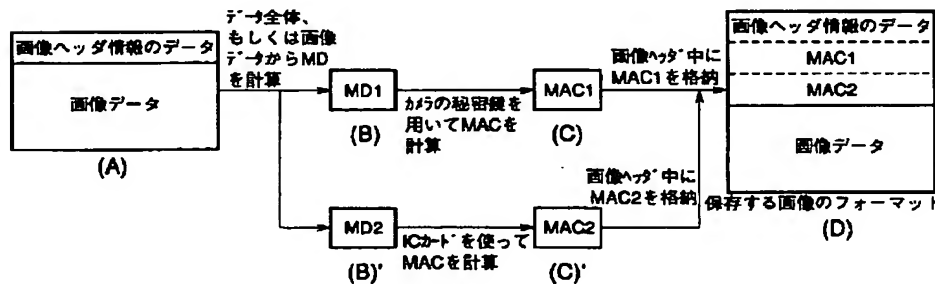 画像ヘッダ情報のデータ
画像データ
(A)
データ全体、
もしくは画像
データからMD
を計算
MD1
(B)
カメラの秘密鍵を
用いてMACを
計算
MAC1
(C)
画像ヘッダ中に
MAC1を格納
MD2
(B)'
ICカードを使って
MACを計算
MAC2
(C)'
画像ヘッダ中に
MAC2を格納
画像ヘッダ情報のデータ
MAC1
MAC2
画像データ
保存する画像のフォーマット
(D)